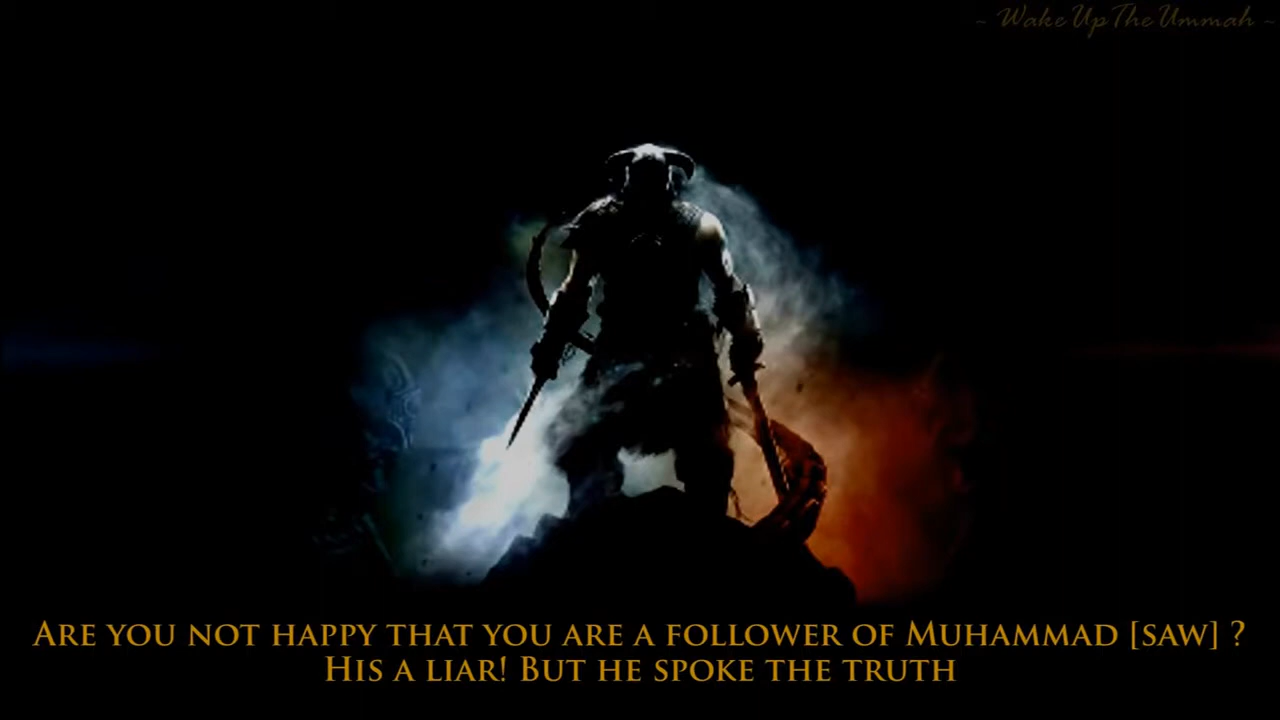 ~ Wake Up The Ummah ~
Are you not happy that you are a follower of Muhammad [saw] ?
His a liar! But he spoke the truth